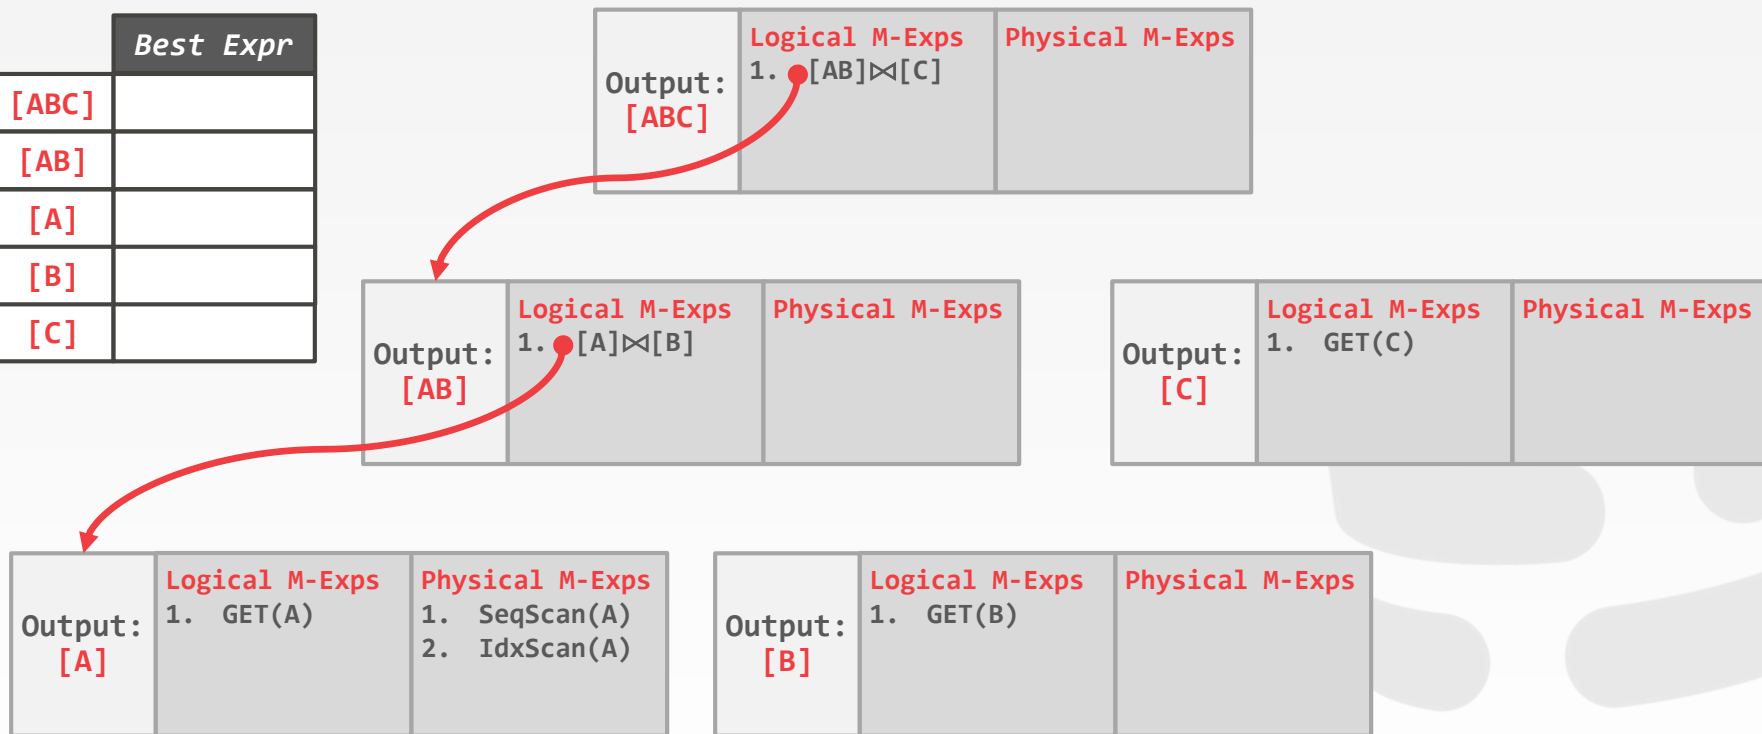 Best Expr
[ABC]
[AB]
[A]
[B]
[C]
Output:
[ABC]
Logical M-Exps
1. [AB]⋈[C]
Physical M-Exps
Output:
[AB]
Logical M-Exps
1. [A]⋈[B]
Physical M-Exps
Output:
[C]
Logical M-Exps
1. GET(C)
Physical M-Exps
Output:
[A]
Logical M-Exps
1. GET(A)
Physical M-Exps
1. SeqScan(A)
2. IdxScan(A)
Output:
[B]
Logical M-Exps
1. GET(B)
Physical M-Exps